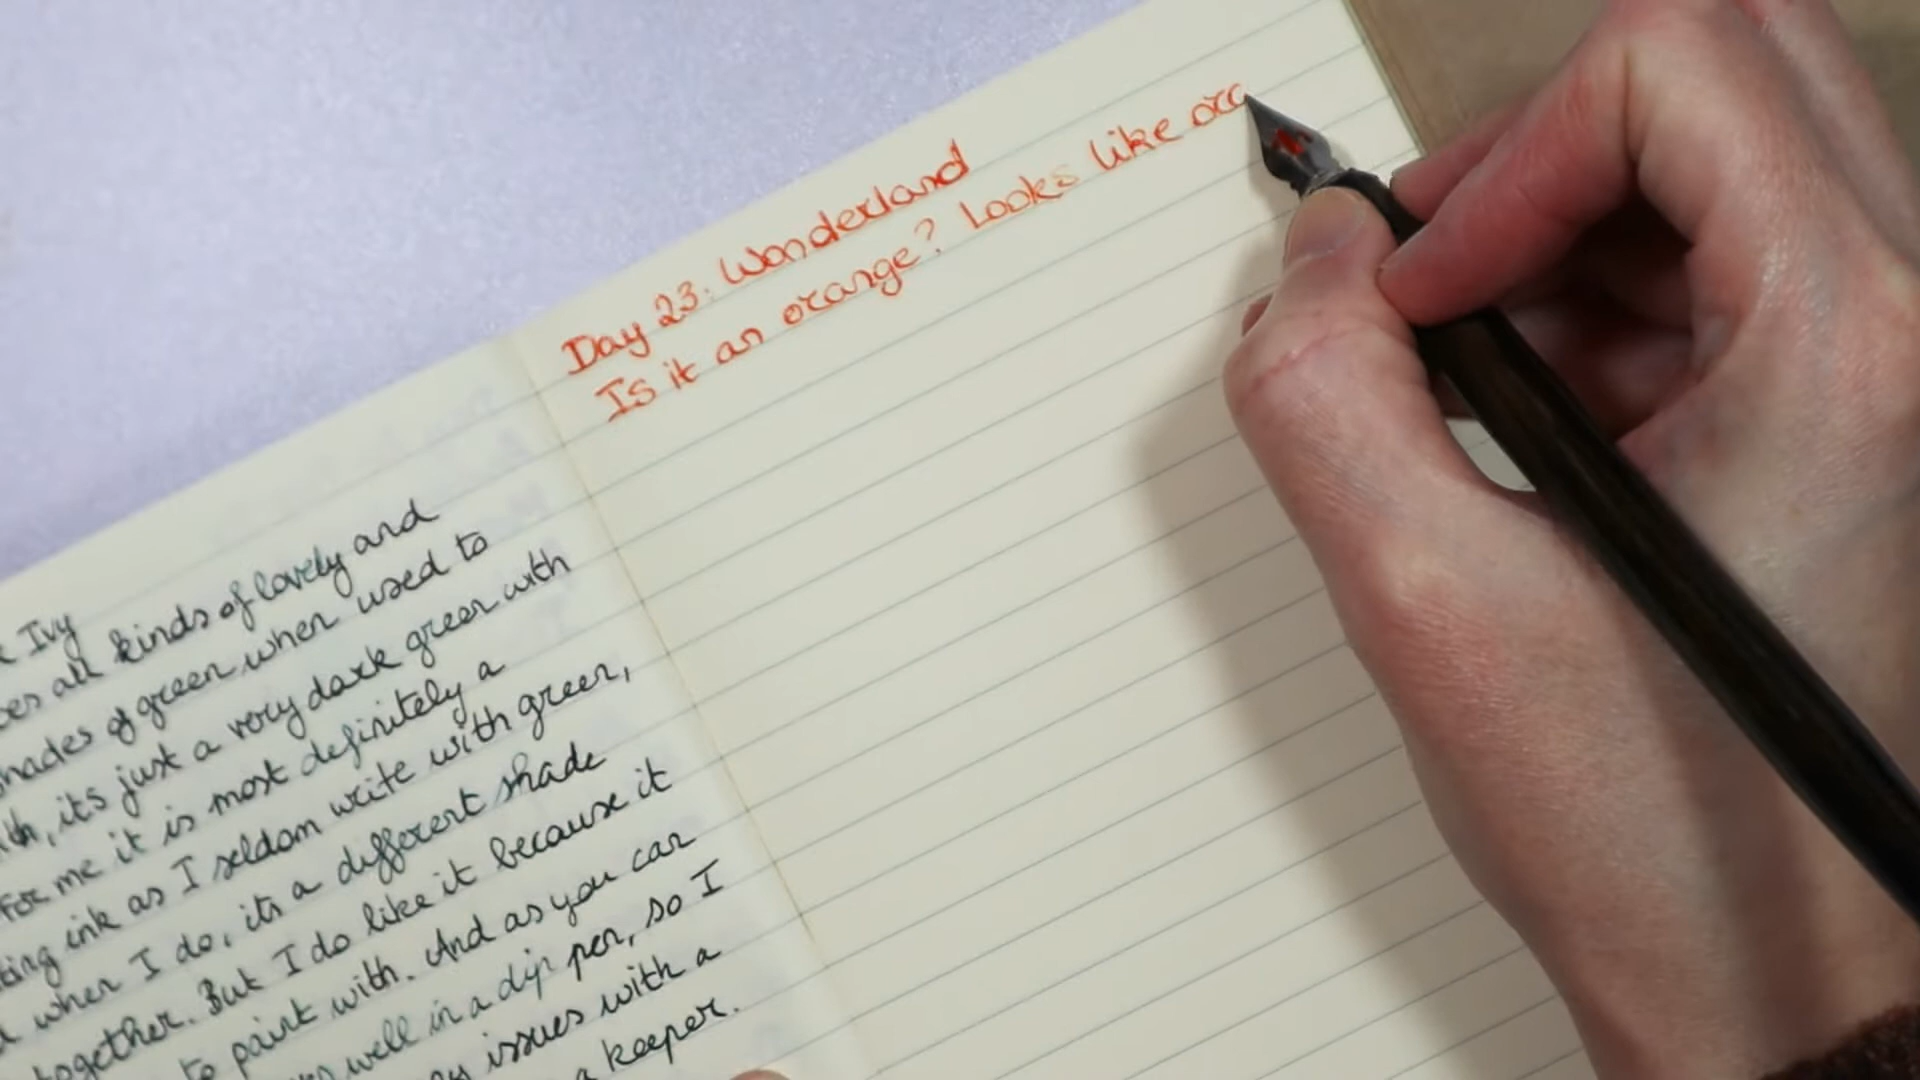 Ivy
all kinds of lovely and
shades of green when used to
, its just a very dark green with
For me it is most definitely a
ink as I seldom write with green,
when I do, its a different shade
together. But I do like it because it
to paint with. And as you can
well in a dip pen, so I
issues with a
a keeper.
Day 23: Wonderland
Is it an orange? Looks like